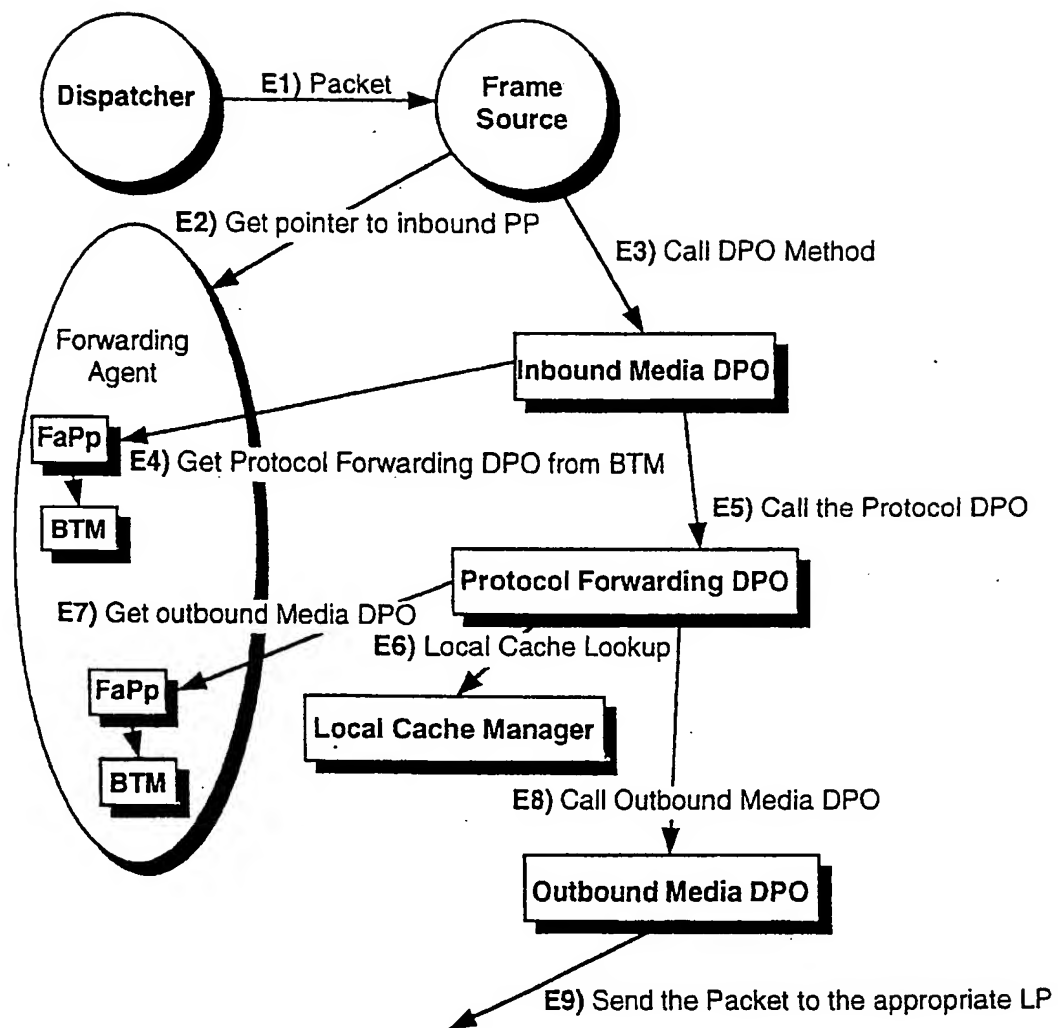 Dispatcher
E1) Packet
Frame
Source
E2) Get pointer to inbound PP
E3) Call DPO Method
Forwarding
Agent
Inbound Media DPO
FaPp
E4) Get Protocol Forwarding DPO from BTM
BTM
E5) Call the Protocol DPO
Protocol Forwarding DPO
E7) Get outbound Media DPO
E6) Local Cache Lookup
FaPp
Local Cache Manager
BTM
E8) Call Outbound Media DPO
Outbound Media DPO
E9) Send the Packet to the appropriate LP